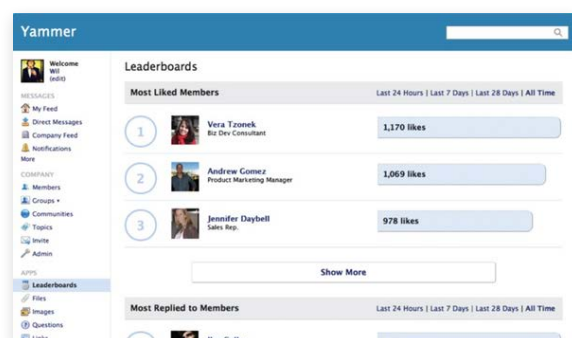 Yammer
Welcome
Wil
(edit)
MESSAGES
My Feed
Direct Messages
Company Feed
Notifications
More
COMPANY
Members
Groups
Communities
Topics
Invite
Admin
APPS
Leaderboards
Files
Images
Questions
Links
Leaderboards
Most Liked Members Last 24 Hours | Last 7 Days | Last 28 Days | All Time
1 Vera Tzonek 1,170 likes
Biz Dev Consultant
2 Andrew Gomez 1,069 likes
Product Marketing Manager
3 Jennifer Daybell 978 likes
Sales Rep.
Show More
Most Replied to Members Last 24 Hours | Last 7 Days | Last 28 Days | All Time